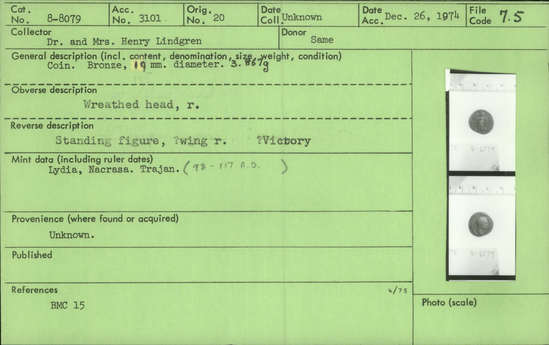 Cat. No. 8-8079 Acc. No. 3101 Orig. No. 20 Date Coll. Unknown Date Acc. Dec. 26, 1974 File Code 7.5
Collector Donor
Dr. and Mrs. Henry Lindgren Same
General description (incl. content, denomination, size, weight, condition)
Coin. Bronze, 19 mm. diameter.
Obverse description
Wreathed head, r.
Reverse description
Standing figure, ?wing r. ?Victory
Mint data (including ruler dates)
Lydia, Nacrasa. Trajan. (98 - 117 A.D. )
Provenience (where found or acquired)
Unknown.
Published
References 4/75
BMC 15
Photo (scale)